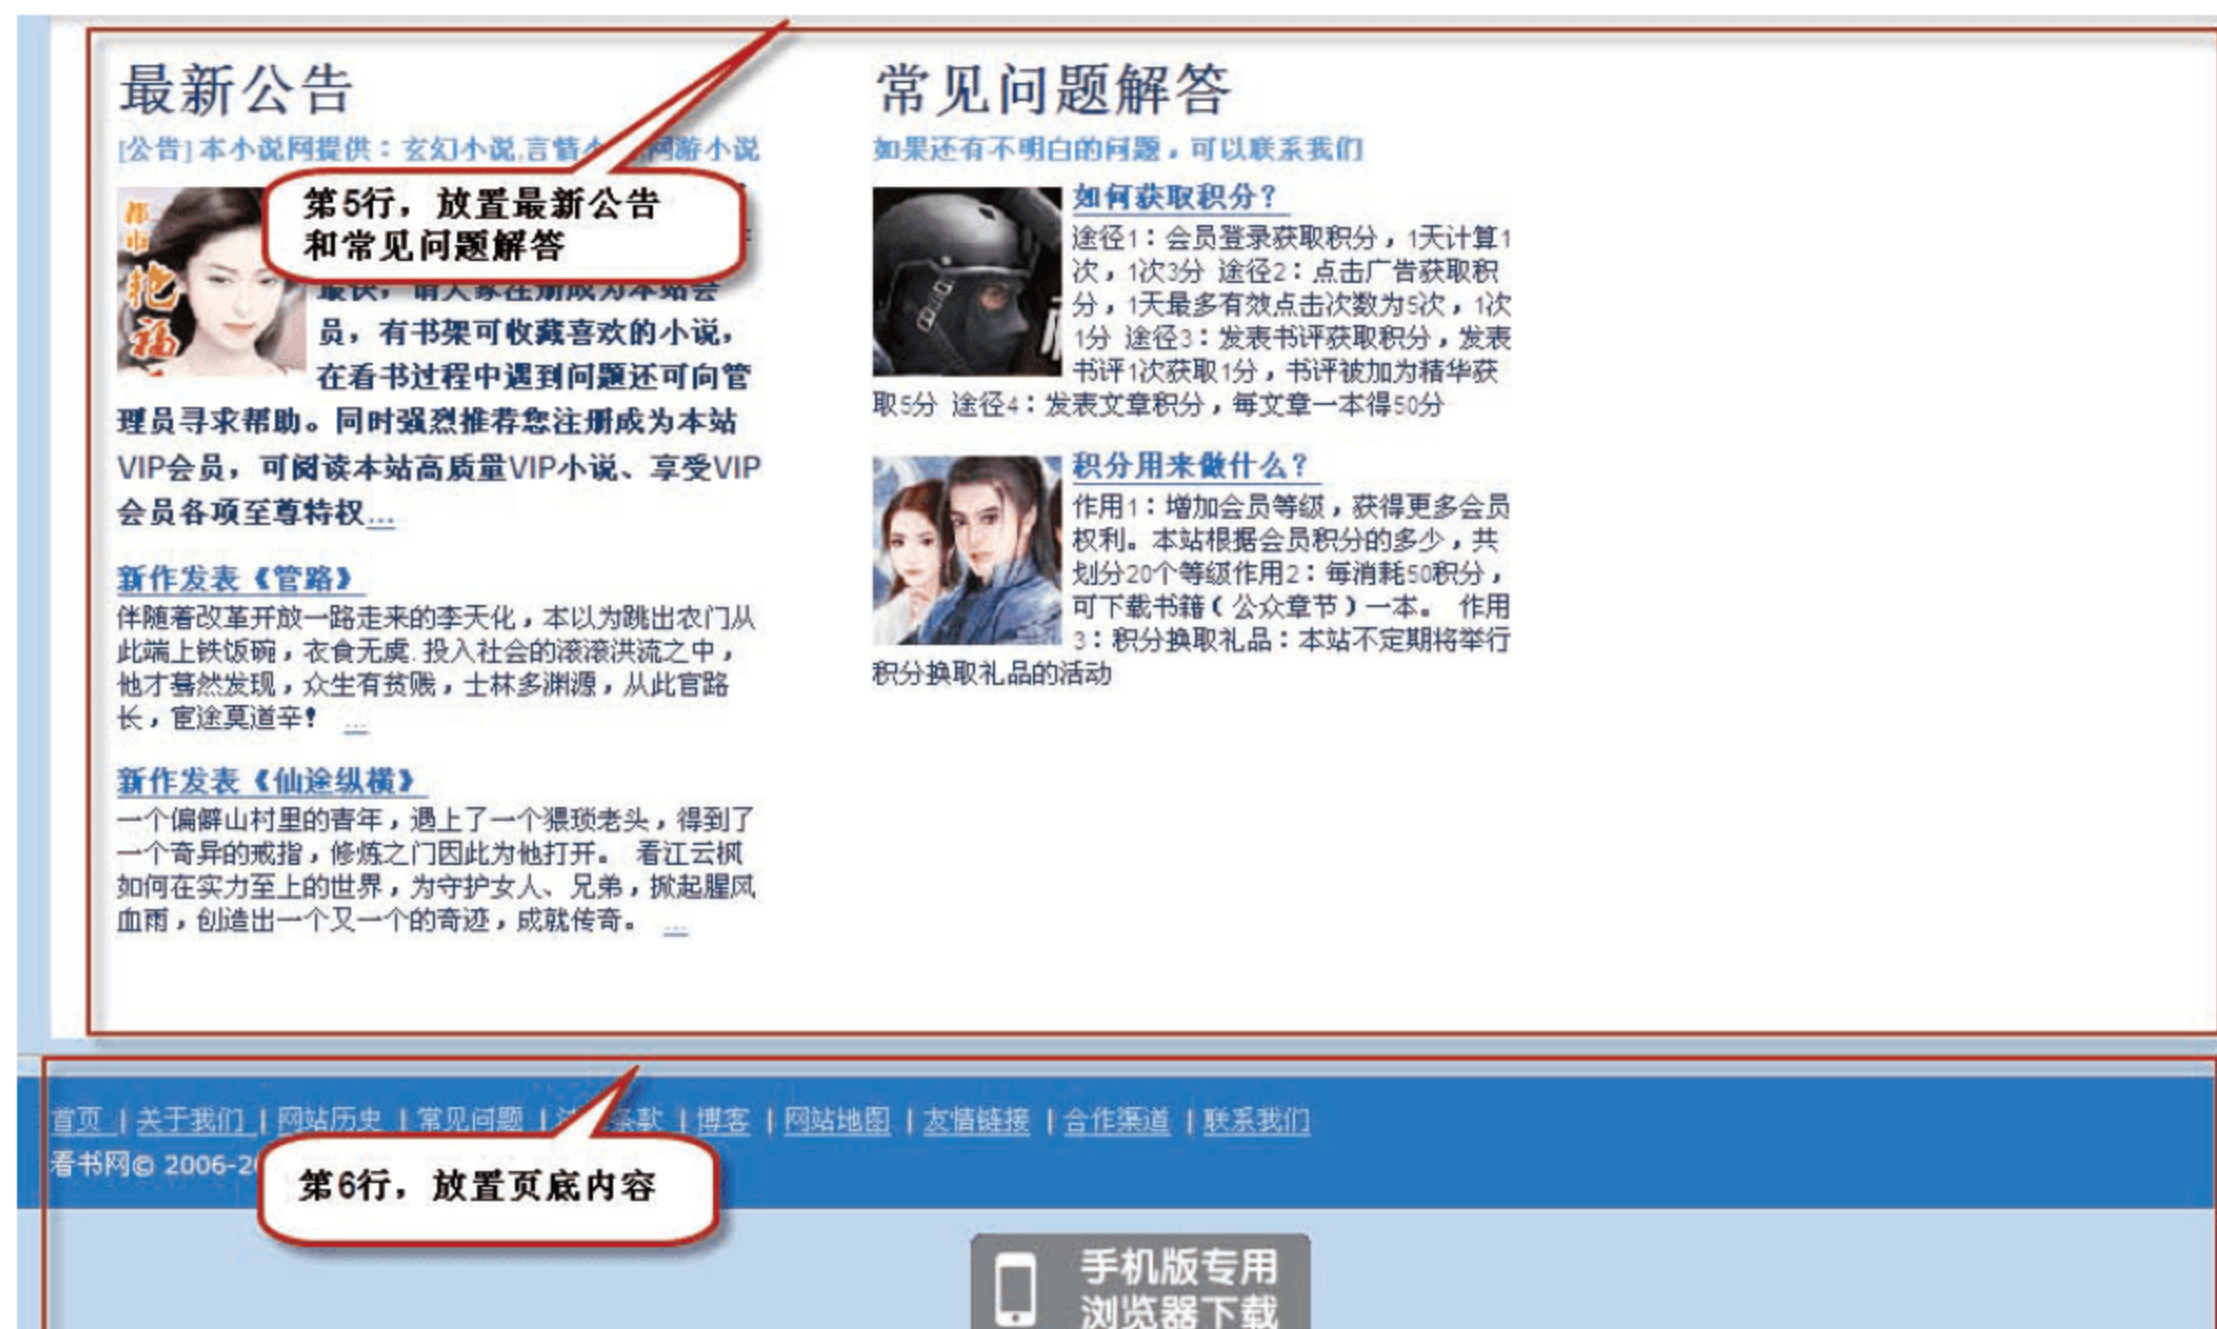 最新公告
[公告] 本小说网提供：玄幻小说,言情小 网游小说
都市
艳福
第5行，放置最新公告
和常见问题解答
最快，请大家注册成为本站会
员，有书架可收藏喜欢的小说，
在看书过程中遇到问题还可向管
理员寻求帮助。同时强烈推荐您注册成为本站
VIP会员，可阅读本站高质量VIP小说、享受VIP
会员各项至尊特权...
新作发表《管路》
伴随着改革开放一路走来的李天化，本以为跳出农门从
此端上铁饭碗，衣食无虞.投入社会的滚滚洪流之中，
他才蓦然发现，众生有贫贱，士林多渊源，从此官路
长，宦途莫道辛！ ...
新作发表《仙途纵横》
一个偏僻山村里的青年，遇上了一个猥琐老头，得到了
一个奇异的戒指，修炼之门因此为他打开。 看江云枫
如何在实力至上的世界，为守护女人、兄弟，掀起腥风
血雨，创造出一个又一个的奇迹，成就传奇。 ...
常见问题解答
如果还有不明白的问题，可以联系我们
如何获取积分？
途径1：会员登录获取积分，1天计算1
次，1次3分 途径2：点击广告获取积
分，1天最多有效点击次数为5次，1次
1分 途径3：发表书评获取积分，发表
书评1次获取1分，书评被加为精华获
取5分 途径4：发表文章积分，每文章一本得50分
积分用来做什么？
作用1：增加会员等级，获得更多会员
权利。本站根据会员积分的多少，共
划分20个等级作用2：每消耗50积分，
可下载书籍（公众章节）一本。 作用
3：积分换取礼品：本站不定期将举行
积分换取礼品的活动
首页 | 关于我们 | 网站历史 | 常见问题 | 条款 | 博客 | 网站地图 | 友情链接 | 合作渠道 | 联系我们
看书网© 2006-2
第6行，放置页底内容
手机版专用
浏览器下载